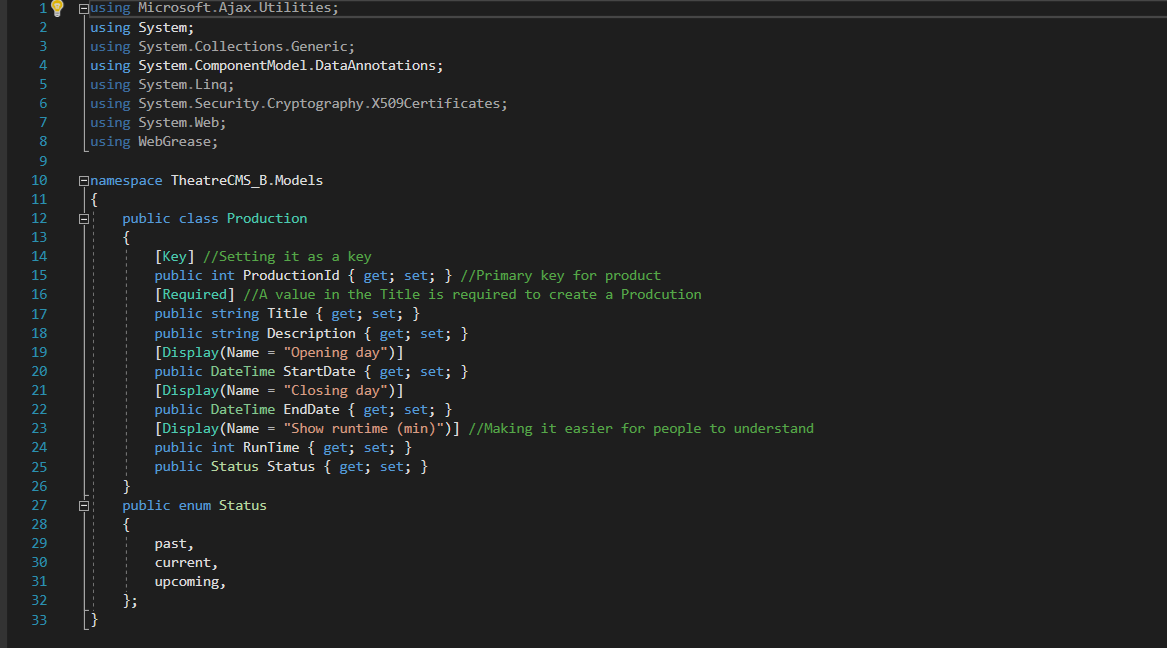 1 using Microsoft.Ajax.Utilities;
2 using System;
3 using System.Collections.Generic;
4 using System.ComponentModel.DataAnnotations;
5 using System.Linq;
6 using System.Security.Cryptography.X509Certificates;
7 using System.Web;
8 using WebGrease;
9
10 namespace TheatreCMS_B.Models
11 {
12 public class Production
13 {
14 [Key] //Setting it as a key
15 public int ProductionId { get; set; } //Primary key for product
16 [Required] //A value in the Title is required to create a Prodcution
17 public string Title { get; set; }
18 public string Description { get; set; }
19 [Display(Name = "Opening day")]
20 public DateTime StartDate { get; set; }
21 [Display(Name = "Closing day")]
22 public DateTime EndDate { get; set; }
23 [Display(Name = "Show runtime (min)")] //Making it easier for people to understand
24 public int RunTime { get; set; }
25 public Status Status { get; set; }
26 }
27 public enum Status
28 {
29 past,
30 current,
31 upcoming,
32 };
33 }